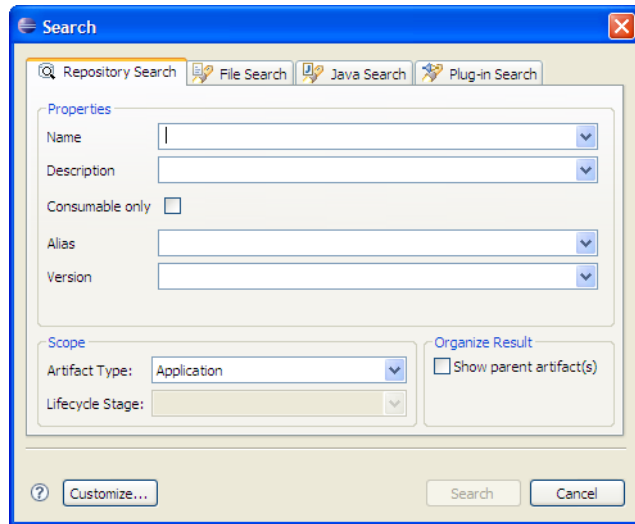 Search
Repository Search File Search Java Search Plug-in Search
Properties
Name
Description
Consumable only
Alias
Version
Scope
Artifact Type: Application
Lifecycle Stage:
Organize Result
Show parent artifact(s)
? Customize... Search Cancel